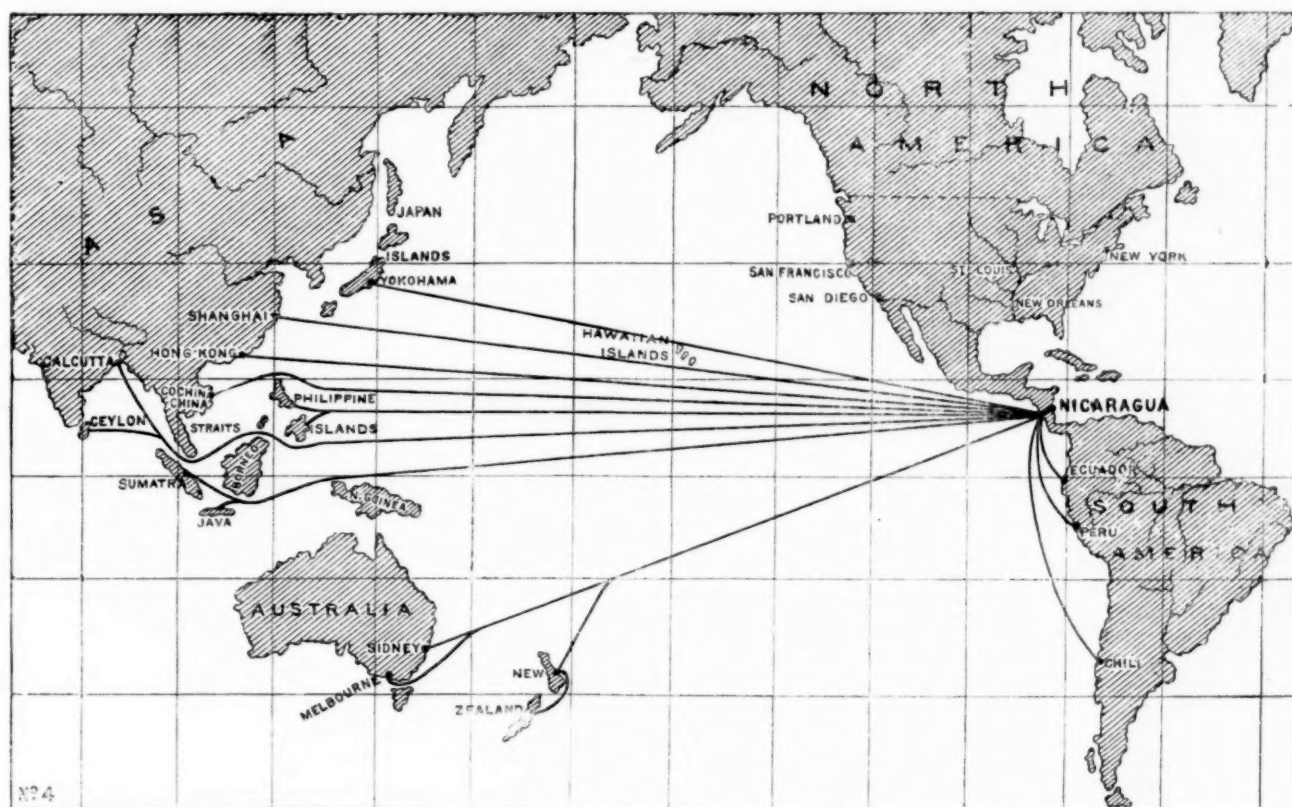 NORTH
AMERICA
ASIA
JAPAN
ISLANDS
YOKOHAMA
PORTLAND
SAN FRANCISCO
SAN DIEGO
ST. LOUIS
NEW YORK
NEW ORLEANS
SHANGHAI
HAWAIIAN
ISLANDS
CALCUTTA
HONG-KONG
COCHIN
CHINA
PHILIPPINE
ISLANDS
NICARAGUA
CEYLON
STRAITS
BORNEO
SUMATRA
JAVA
N. GUINEA
ECUADOR
SOUTH
AMERICA
PERU
AUSTRALIA
SIDNEY
MELBOURNE
NEW
ZEALAND
CHILI
Nº4